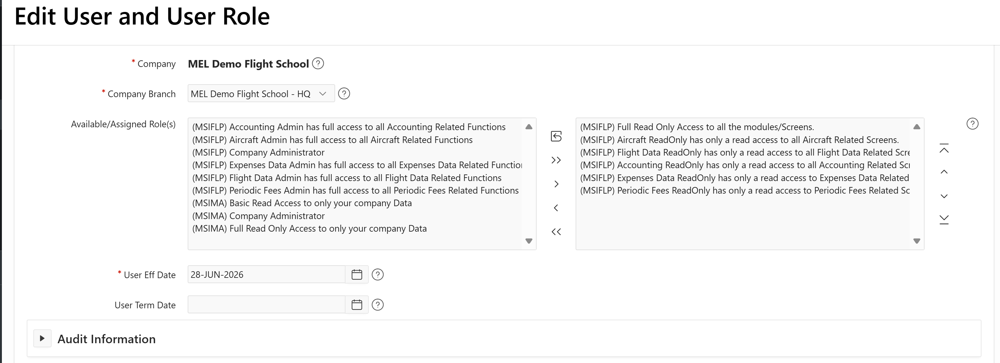 Edit User and User Role
* Company MEL Demo Flight School ?
* Company Branch MEL Demo Flight School - HQ ?
Available/Assigned Role(s)
(MSIFLP) Accounting Admin has full access to all Accounting Related Functions
(MSIFLP) Aircraft Admin has full access to all Aircraft Related Functions
(MSIFLP) Company Administrator
(MSIFLP) Expenses Data Admin has full access to all Expenses Data Related Function
(MSIFLP) Flight Data Admin has full access to all Flight Data Related Functions
(MSIFLP) Periodic Fees Admin has full access to all Periodic Fees Related Functions
(MSIMA) Basic Read Access to only your company Data
(MSIMA) Company Administrator
(MSIMA) Full Read Only Access to only your company Data
(MSIFLP) Full Read Only Access to all the modules/Screens.
(MSIFLP) Aircraft ReadOnly has only a read access to all Aircraft Related Screens.
(MSIFLP) Flight Data ReadOnly has only a read access to all Flight Data Related Scre
(MSIFLP) Accounting ReadOnly has only a read access to all Accounting Related Scr
(MSIFLP) Expenses Data ReadOnly has only a read access to Expenses Data Related
(MSIFLP) Periodic Fees ReadOnly has only a read access to Periodic Fees Related Sc
?
* User Eff Date 28-JUN-2026 ?
User Term Date ?
Audit Information